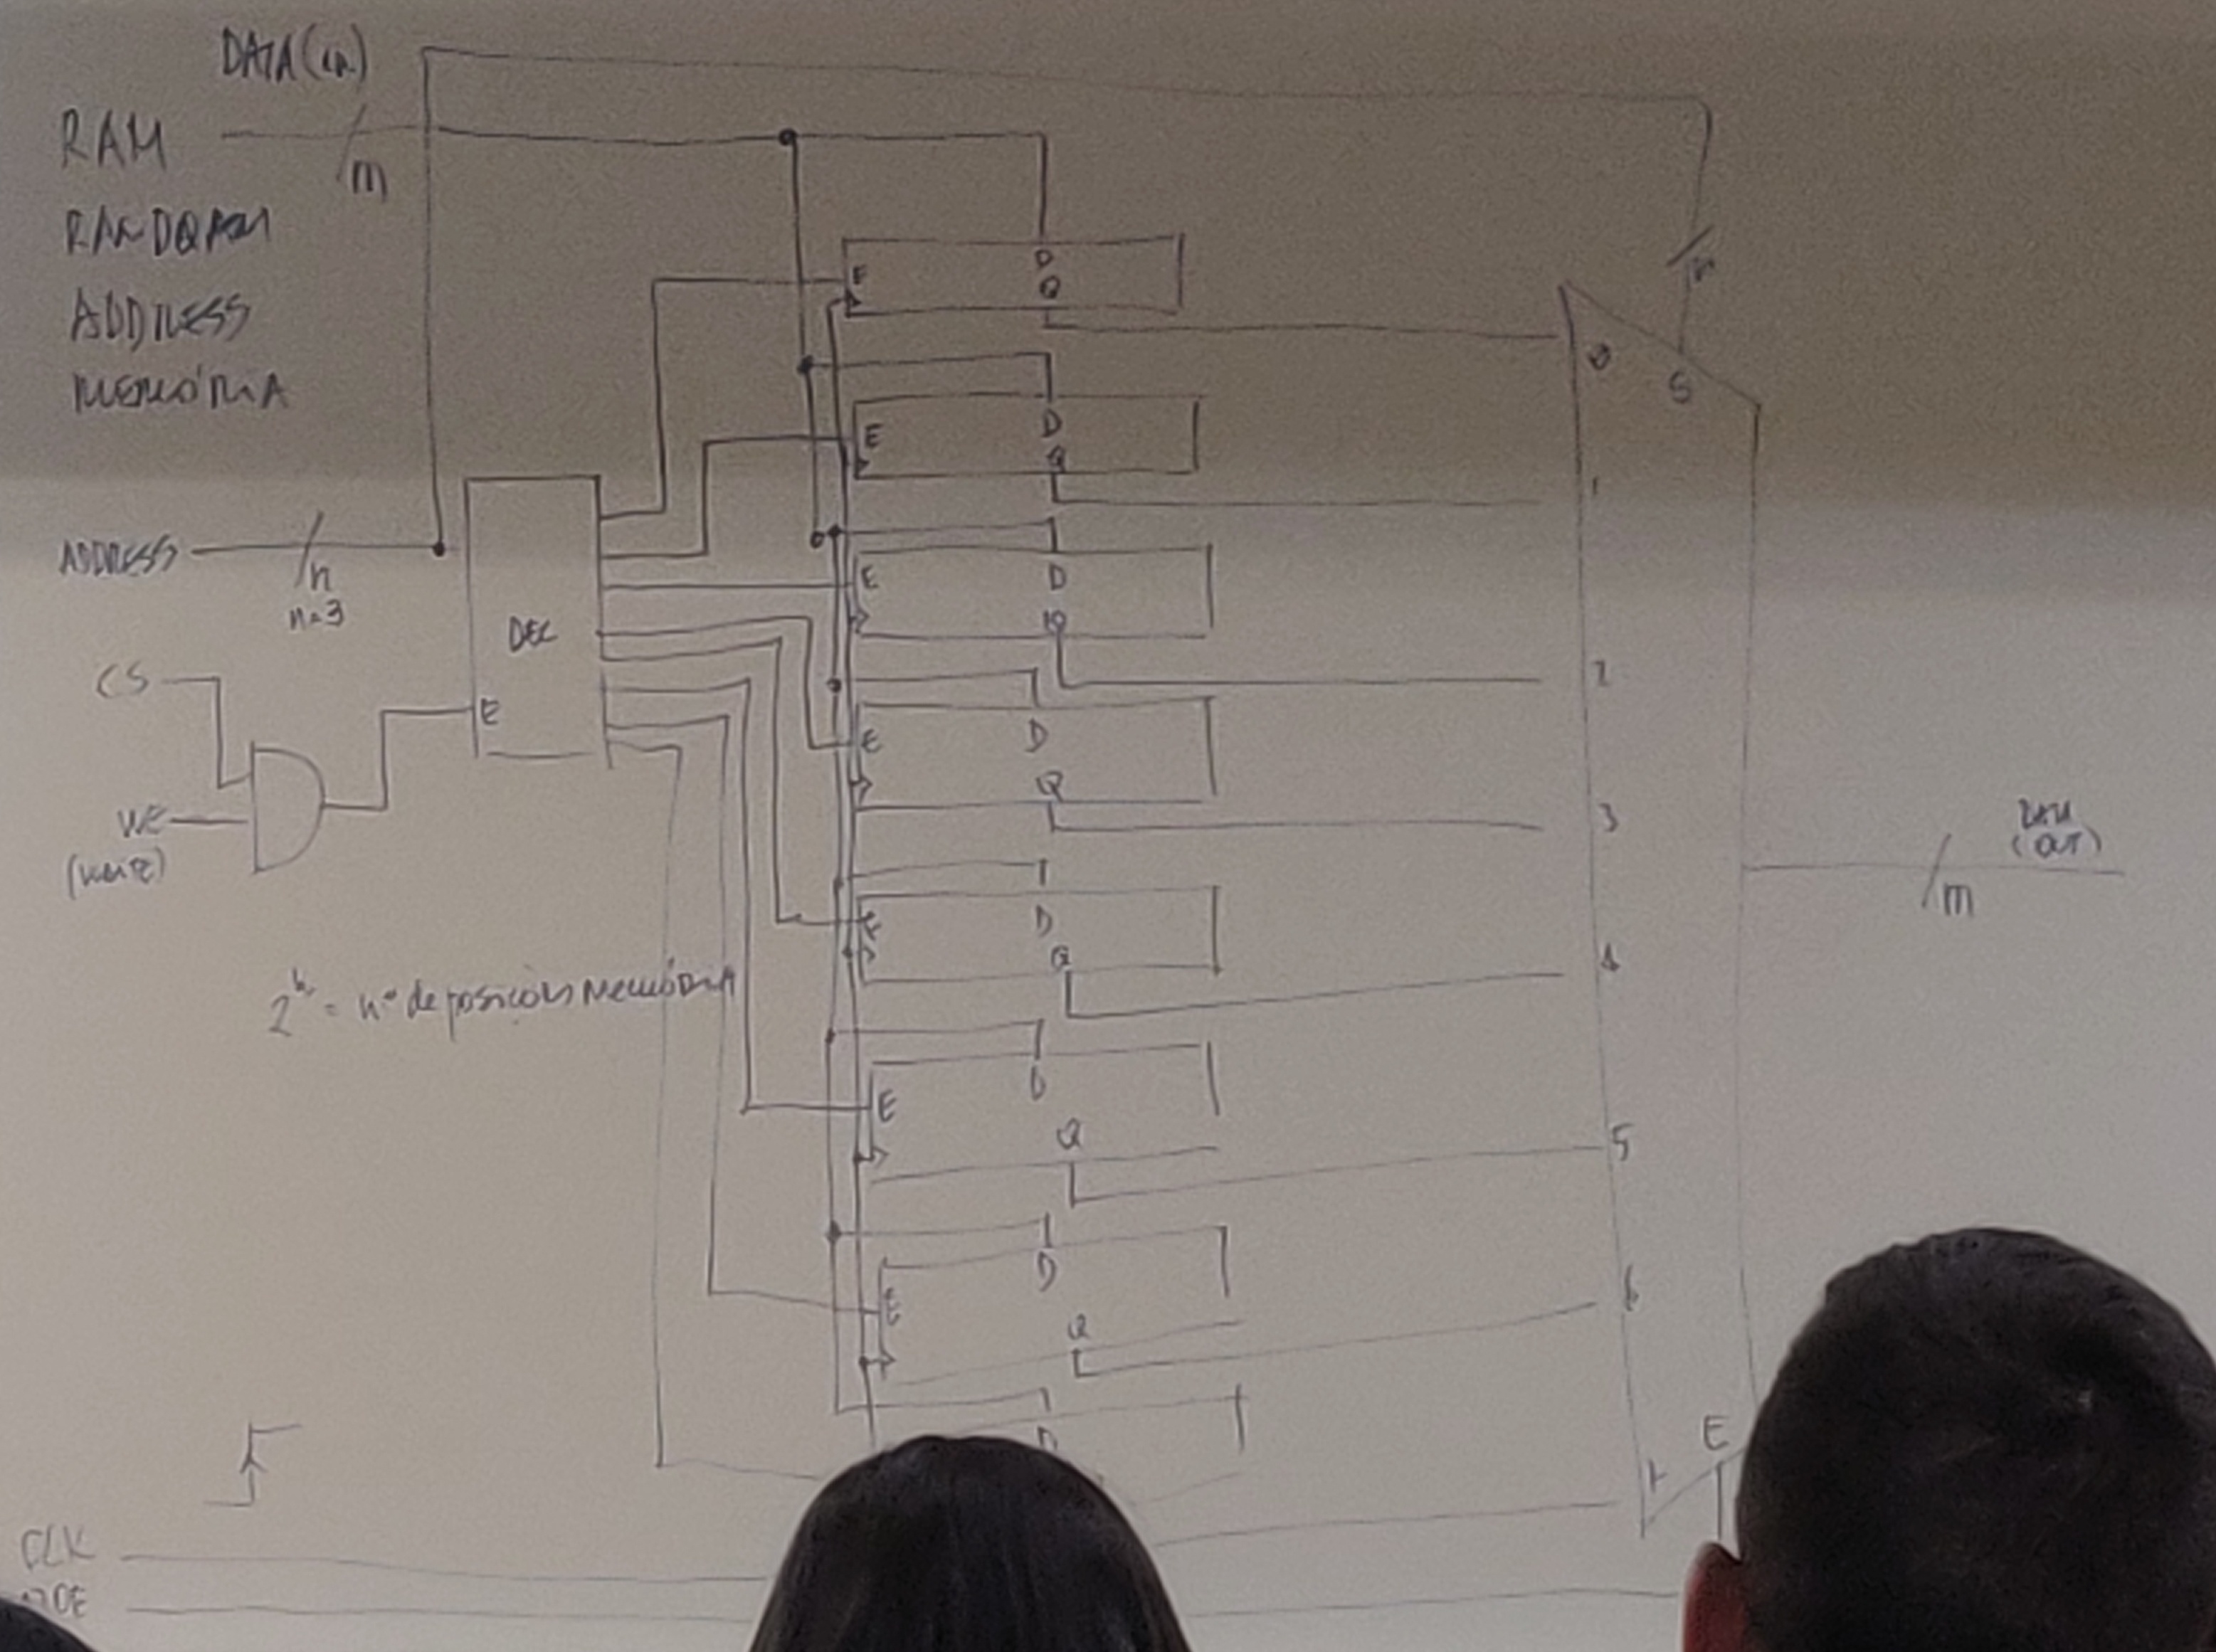 DATA(in)
RAM
m
RANDOM
ADDRESS
MEMÓRIA
ADDRESS
n
n=3
DEC
E
CS
WE
(WRITE)
2^n = nº de posições MEMÓRIA
CLK
OE
E
D
Q
E
D
Q
E
D
Q
E
D
Q
E
D
Q
E
D
Q
E
D
Q
D
n
S
0
1
2
3
4
5
6
7
E
DATA
(OUT)
m